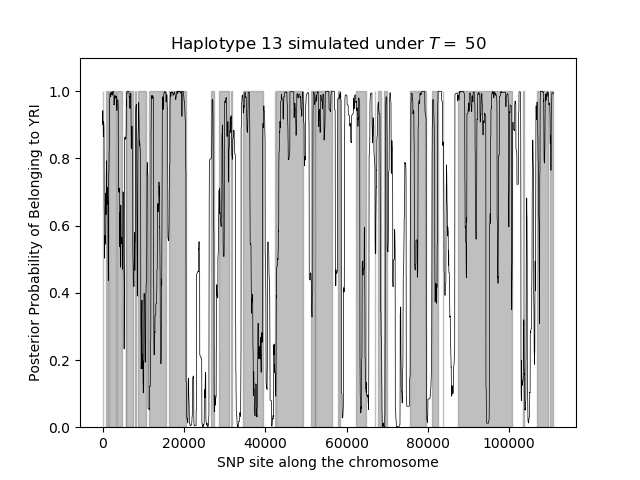 Haplotype 13 simulated under T = 50
Posterior Probability of Belonging to YRI
1.0
0.8
0.6
0.4
0.2
0.0
0 20000 40000 60000 80000 100000
SNP site along the chromosome